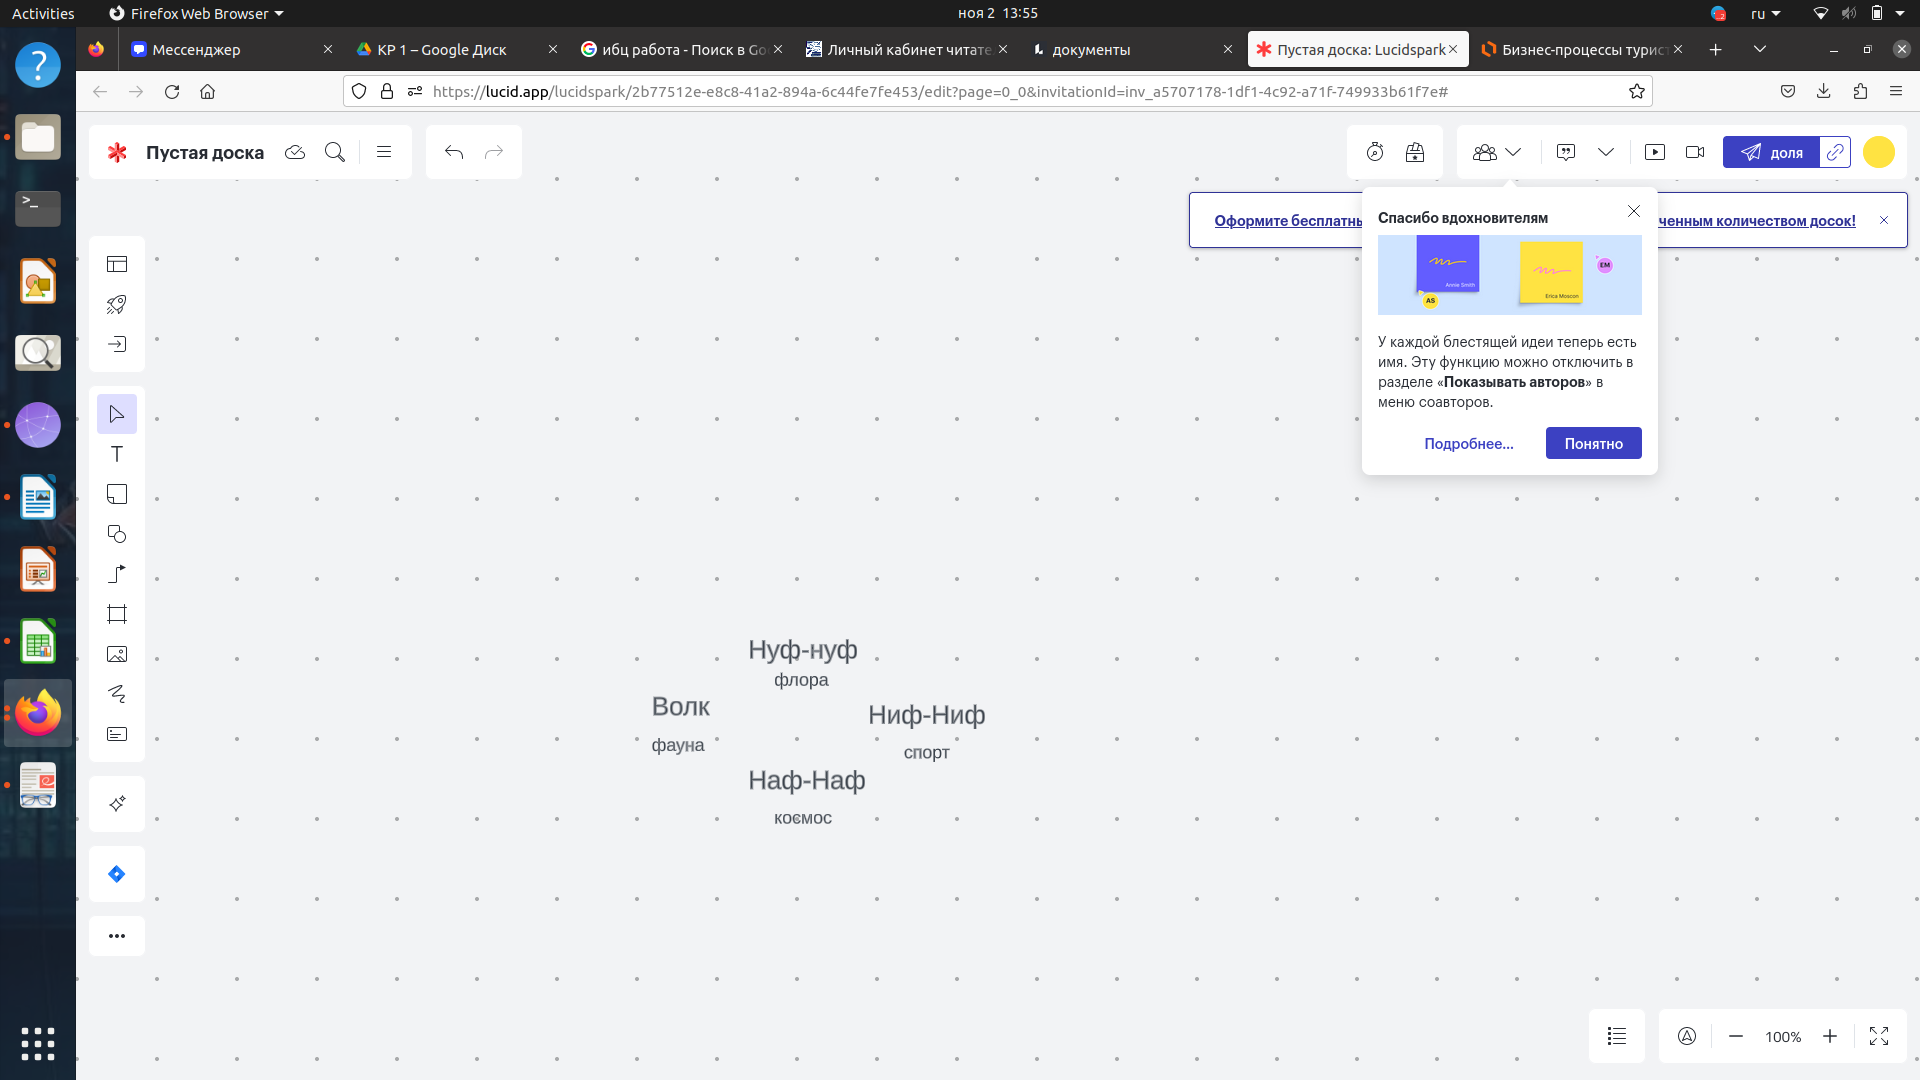 Activities
Firefox Web Browser
ноя 2 13:55
ru
Мессенджер
КР 1 – Google Диск
ибц работа - Поиск в Go
Личный кабинет читате
документы
Пустая доска: Lucidspark
Бизнес-процессы турист
https://lucid.app/lucidspark/2b77512e-e8c8-41a2-894a-6c44fe7fe453/edit?page=0_0&invitationId=inv_a5707178-1df1-4c92-a71f-749933b61f7e#
Пустая доска
доля
Оформите бесплатны
ченным количеством досок!
Спасибо вдохновителям
Annie Smith
AS
Erica Moscon
EM
У каждой блестящей идеи теперь есть
имя. Эту функцию можно отключить в
разделе «Показывать авторов» в
меню соавторов.
Подробнее...
Понятно
Нуф-нуф
флора
Волк
фауна
Ниф-Ниф
спорт
Наф-Наф
космос
100%